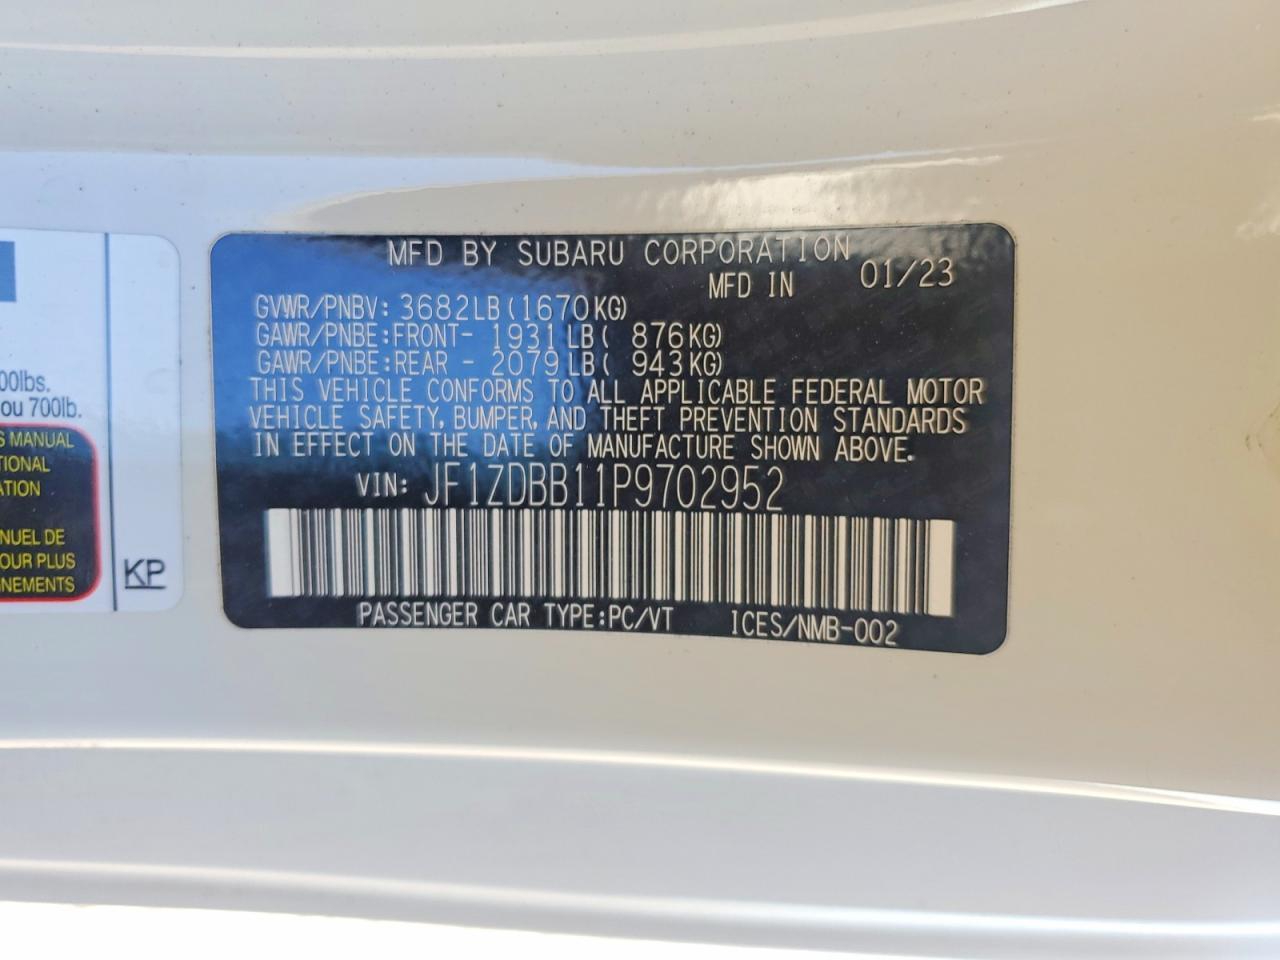 MFD BY SUBARU CORPORATION
MFD IN 01/23
GVWR/PNBV: 3682LB(1670KG)
GAWR/PNBE:FRONT- 1931LB( 876KG)
GAWR/PNBE:REAR - 2079LB( 943KG)
THIS VEHICLE CONFORMS TO ALL APPLICABLE FEDERAL MOTOR
VEHICLE SAFETY, BUMPER, AND THEFT PREVENTION STANDARDS
IN EFFECT ON THE DATE OF MANUFACTURE SHOWN ABOVE.
VIN: JF1ZDBB11P9702952
PASSENGER CAR TYPE:PC/VT ICES/NMB-002
00lbs.
ou 700lb.
S MANUAL
TIONAL
ATION
NUEL DE
OUR PLUS
GNEMENTS
KP